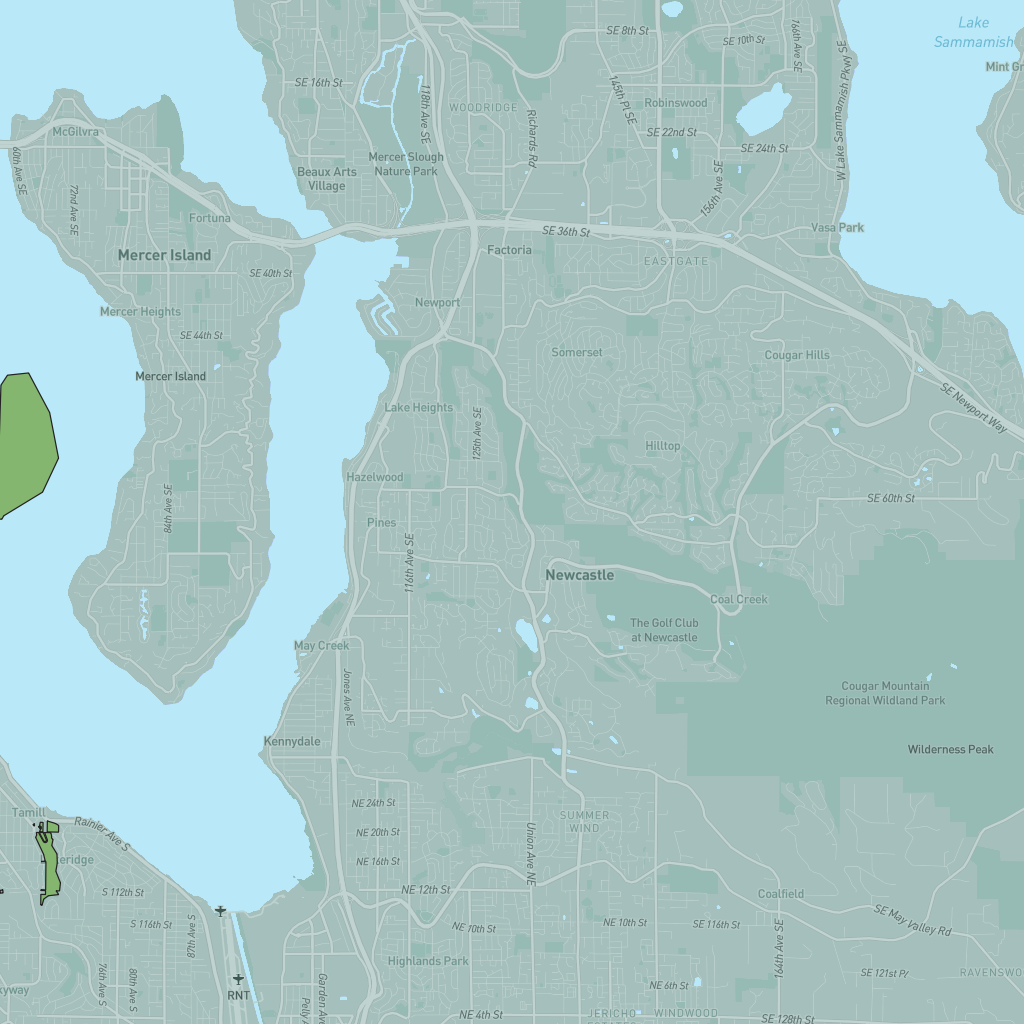 Lake
Sammamish
SE 8th St
SE 10th St
166th Ave SE
W Lake Sammamish Pkwy SE
Mint Gr
SE 16th St
118th Ave SE
WOODRIDGE
145th Pl SE
Robinswood
Richards Rd
SE 22nd St
SE 24th St
McGilvra
60th Ave SE
72nd Ave SE
Mercer Slough
Nature Park
Beaux Arts
Village
156th Ave SE
Fortuna
Vasa Park
SE 36th St
Mercer Island
Factoria
EASTGATE
SE 40th St
Mercer Heights
Newport
SE 44th St
Somerset
Cougar Hills
Mercer Island
SE Newport Way
Lake Heights
125th Ave SE
Hilltop
Hazelwood
84th Ave SE
SE 60th St
Pines
116th Ave SE
Newcastle
Coal Creek
The Golf Club
at Newcastle
May Creek
Jones Ave NE
Cougar Mountain
Regional Wildland Park
Kennydale
Wilderness Peak
Tamill
Rainier Ave S
NE 24th St
SUMMER
WIND
NE 20th St
Union Ave NE
eridge
NE 16th St
S 112th St
NE 12th St
Coalfield
S 116th St
87th Ave S
NE 10th St
NE 10th St
SE 116th St
SE May Valley Rd
164th Ave SE
Highlands Park
76th Ave S
80th Ave S
SE 121st Pl
RAVENSWO
kyway
RNT
Garden Ave
Pelly A
NE 6th St
NE 4th St
JERICHO
ESTATES
WINDWOOD
SE 128th St